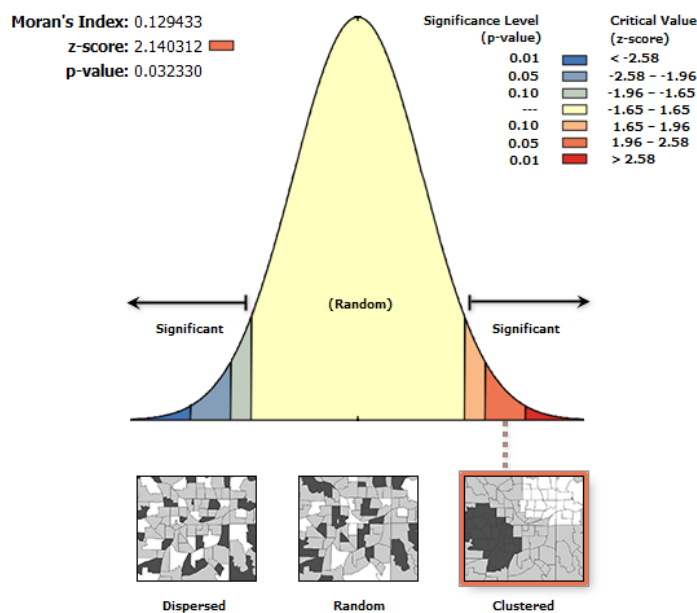 Moran's Index: 0.129433
z-score: 2.140312
p-value: 0.032330
Significance Level
(p-value)
Critical Value
(z-score)
0.01 < -2.58
0.05 -2.58 – -1.96
0.10 -1.96 – -1.65
--- -1.65 – 1.65
0.10 1.65 – 1.96
0.05 1.96 – 2.58
0.01 > 2.58
(Random)
Significant
Significant
Dispersed
Random
Clustered